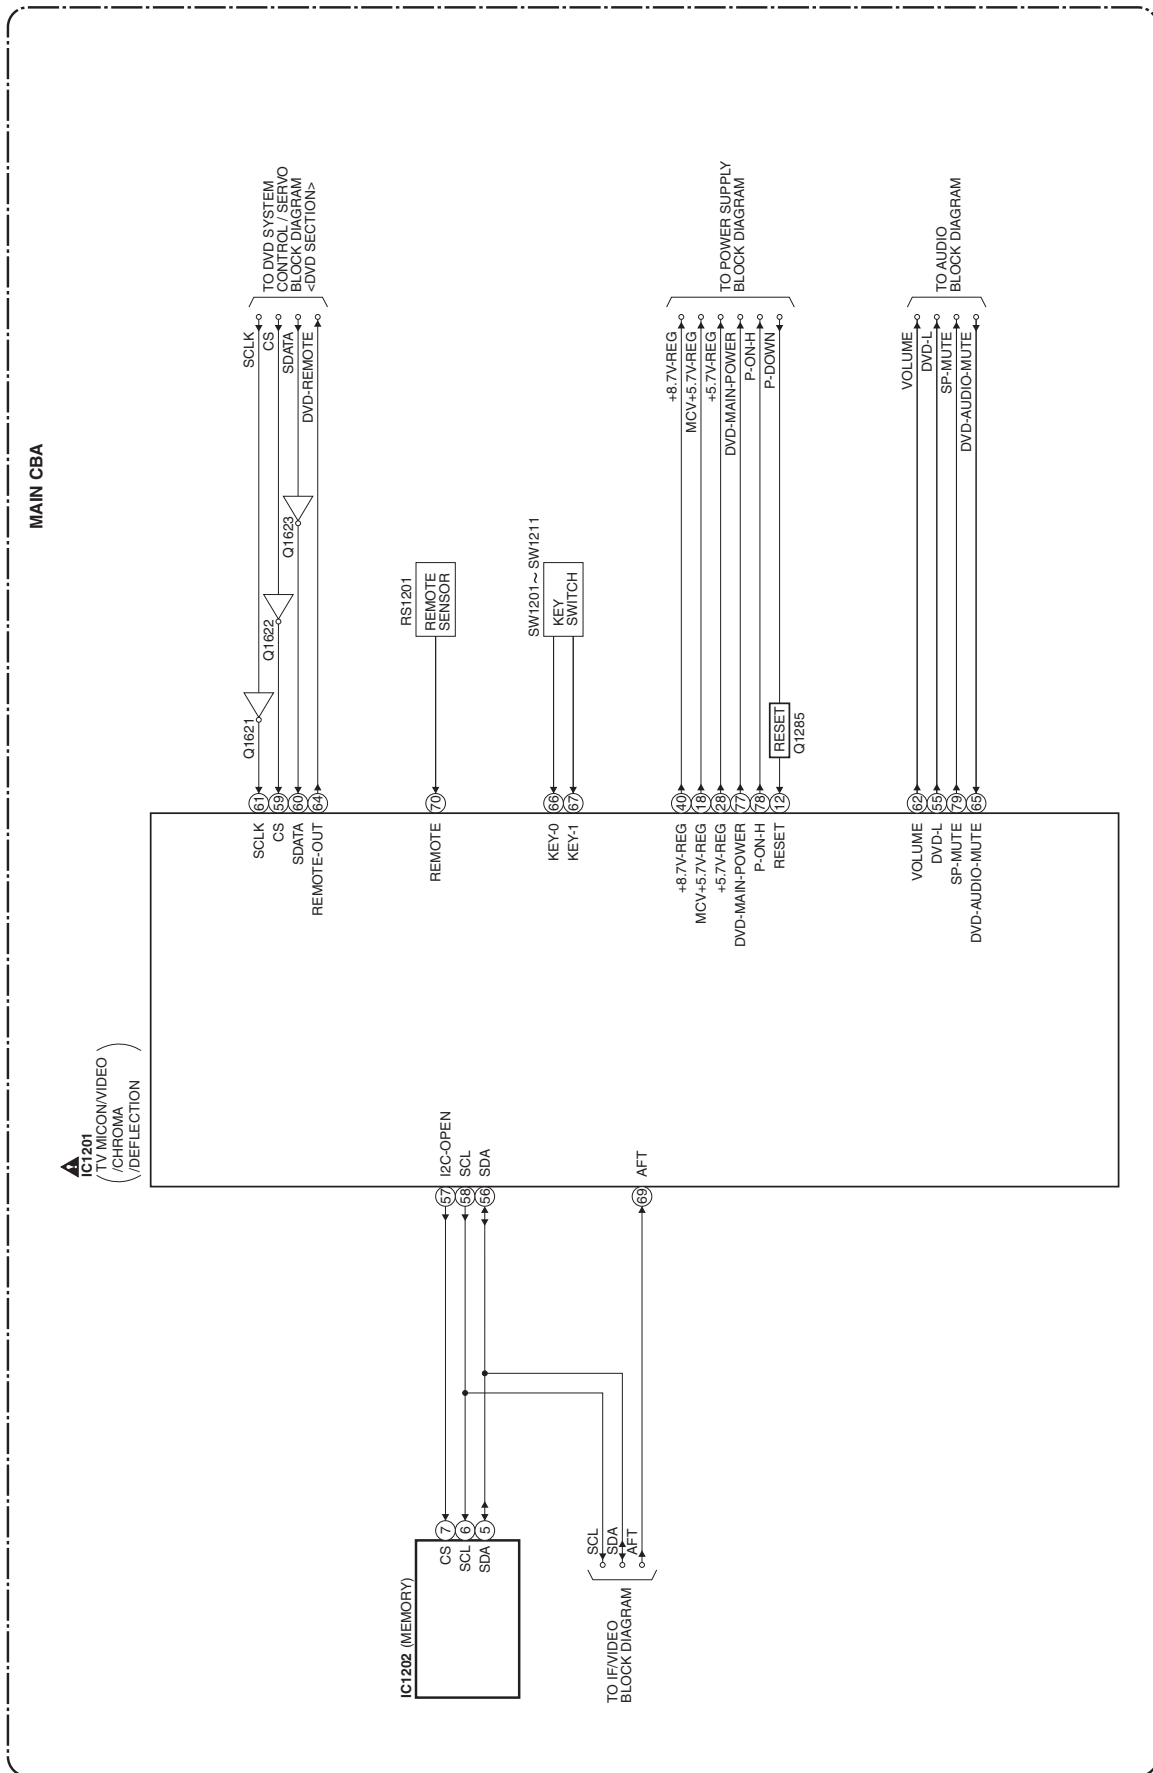 MAIN CBA
IC1201
TV MICON/VIDEO
/CHROMA
/DEFLECTION
IC1202 (MEMORY)
CS
SCL
SDA
7
6
5
57
58
56
I2C-OPEN
SCL
SDA
TO IF/VIDEO
BLOCK DIAGRAM
SCL
SDA
AFT
69
AFT
SCLK
CS
SDATA
REMOTE-OUT
61
59
60
64
Q1621
Q1622
Q1623
SCLK
CS
SDATA
DVD-REMOTE
TO DVD SYSTEM
CONTROL / SERVO
BLOCK DIAGRAM
<DVD SECTION>
REMOTE
70
RS1201
REMOTE
SENSOR
KEY-0
KEY-1
66
67
SW1201~ SW1211
KEY
SWITCH
+8.7V-REG
MCV+5.7V-REG
+5.7V-REG
DVD-MAIN-POWER
P-ON-H
RESET
40
18
28
77
78
12
RESET
Q1285
+8.7V-REG
MCV+5.7V-REG
+5.7V-REG
DVD-MAIN-POWER
P-ON-H
P-DOWN
TO POWER SUPPLY
BLOCK DIAGRAM
VOLUME
DVD-L
SP-MUTE
DVD-AUDIO-MUTE
62
55
79
65
VOLUME
DVD-L
SP-MUTE
DVD-AUDIO-MUTE
TO AUDIO
BLOCK DIAGRAM